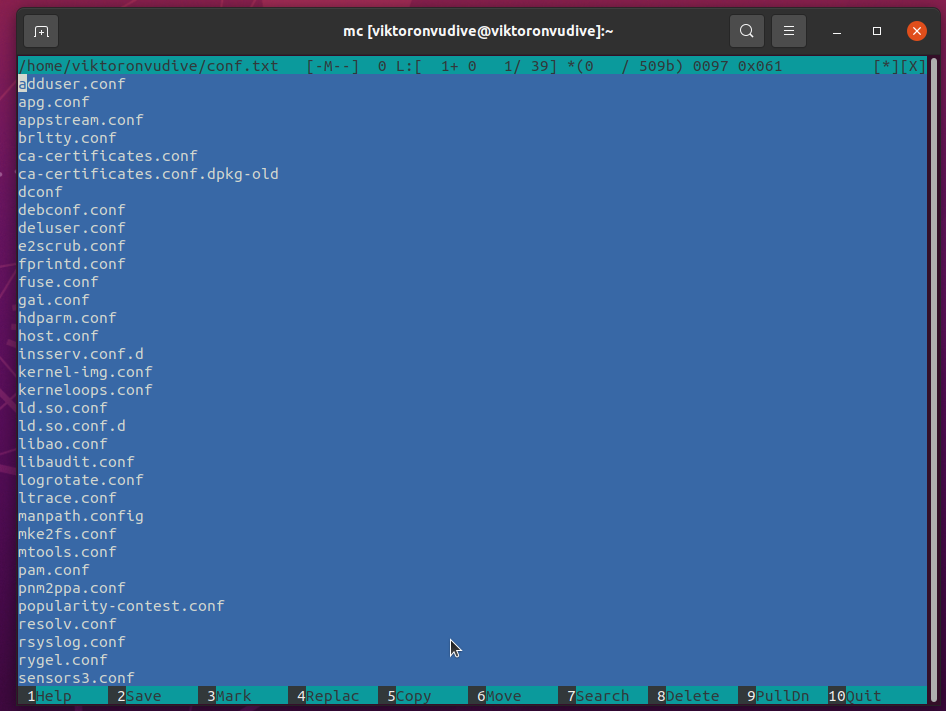 mc [viktoronvudive@viktoronvudive]:~
/home/viktoronvudive/conf.txt   [-M--]  0 L:[  1+ 0   1/ 39] *(0   / 509b) 0097 0x061          [*][X]
adduser.conf
apg.conf
appstream.conf
brltty.conf
ca-certificates.conf
ca-certificates.conf.dpkg-old
dconf
debconf.conf
deluser.conf
e2scrub.conf
fprintd.conf
fuse.conf
gai.conf
hdparm.conf
host.conf
insserv.conf.d
kernel-img.conf
kerneloops.conf
ld.so.conf
ld.so.conf.d
libao.conf
libaudit.conf
logrotate.conf
ltrace.conf
manpath.config
mke2fs.conf
mtools.conf
pam.conf
pnm2ppa.conf
popularity-contest.conf
resolv.conf
rsyslog.conf
rygel.conf
sensors3.conf
1Help 2Save 3Mark 4Replac 5Copy 6Move 7Search 8Delete 9PullDn 10Quit